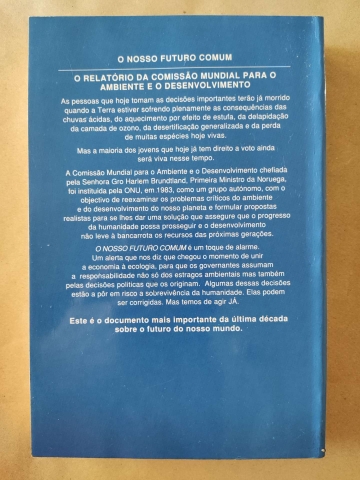 O NOSSO FUTURO COMUM
O RELATÓRIO DA COMISSÃO MUNDIAL PARA O
AMBIENTE E O DESENVOLVIMENTO
As pessoas que hoje tomam as decisões importantes terão já morrido
quando a Terra estiver sofrendo plenamente as consequências das
chuvas ácidas, do aquecimento por efeito de estufa, da delapidação
da camada de ozono, da desertificação generalizada e da perda
de muitas espécies hoje vivas.
Mas a maioria dos jovens que hoje já tem direito a voto ainda
será viva nesse tempo.
A Comissão Mundial para o Ambiente e o Desenvolvimento chefiada
pela Senhora Gro Harlem Brundtland, Primeira Ministro da Noruega,
foi instituída pela ONU, em 1983, como um grupo autónomo, com o
objectivo de reexaminar os problemas críticos do ambiente
e do desenvolvimento do nosso planeta e formular propostas
realistas para se lhes dar uma solução que assegure que o progresso
da humanidade possa prosseguir e o desenvolvimento
não leve à bancarrota os recursos das próximas gerações.
O NOSSO FUTURO COMUM é um toque de alarme.
Um alerta que nos diz que chegou o momento de unir
a economia à ecologia, para que os governantes assumam
a responsabilidade não só dos estragos ambientais mas também
pelas decisões políticas que os originam. Algumas dessas decisões
estão a pôr em risco a sobrevivência da humanidade. Elas podem
ser corrigidas. Mas temos de agir JÁ.
Este é o documento mais importante da última década
sobre o futuro do nosso mundo.